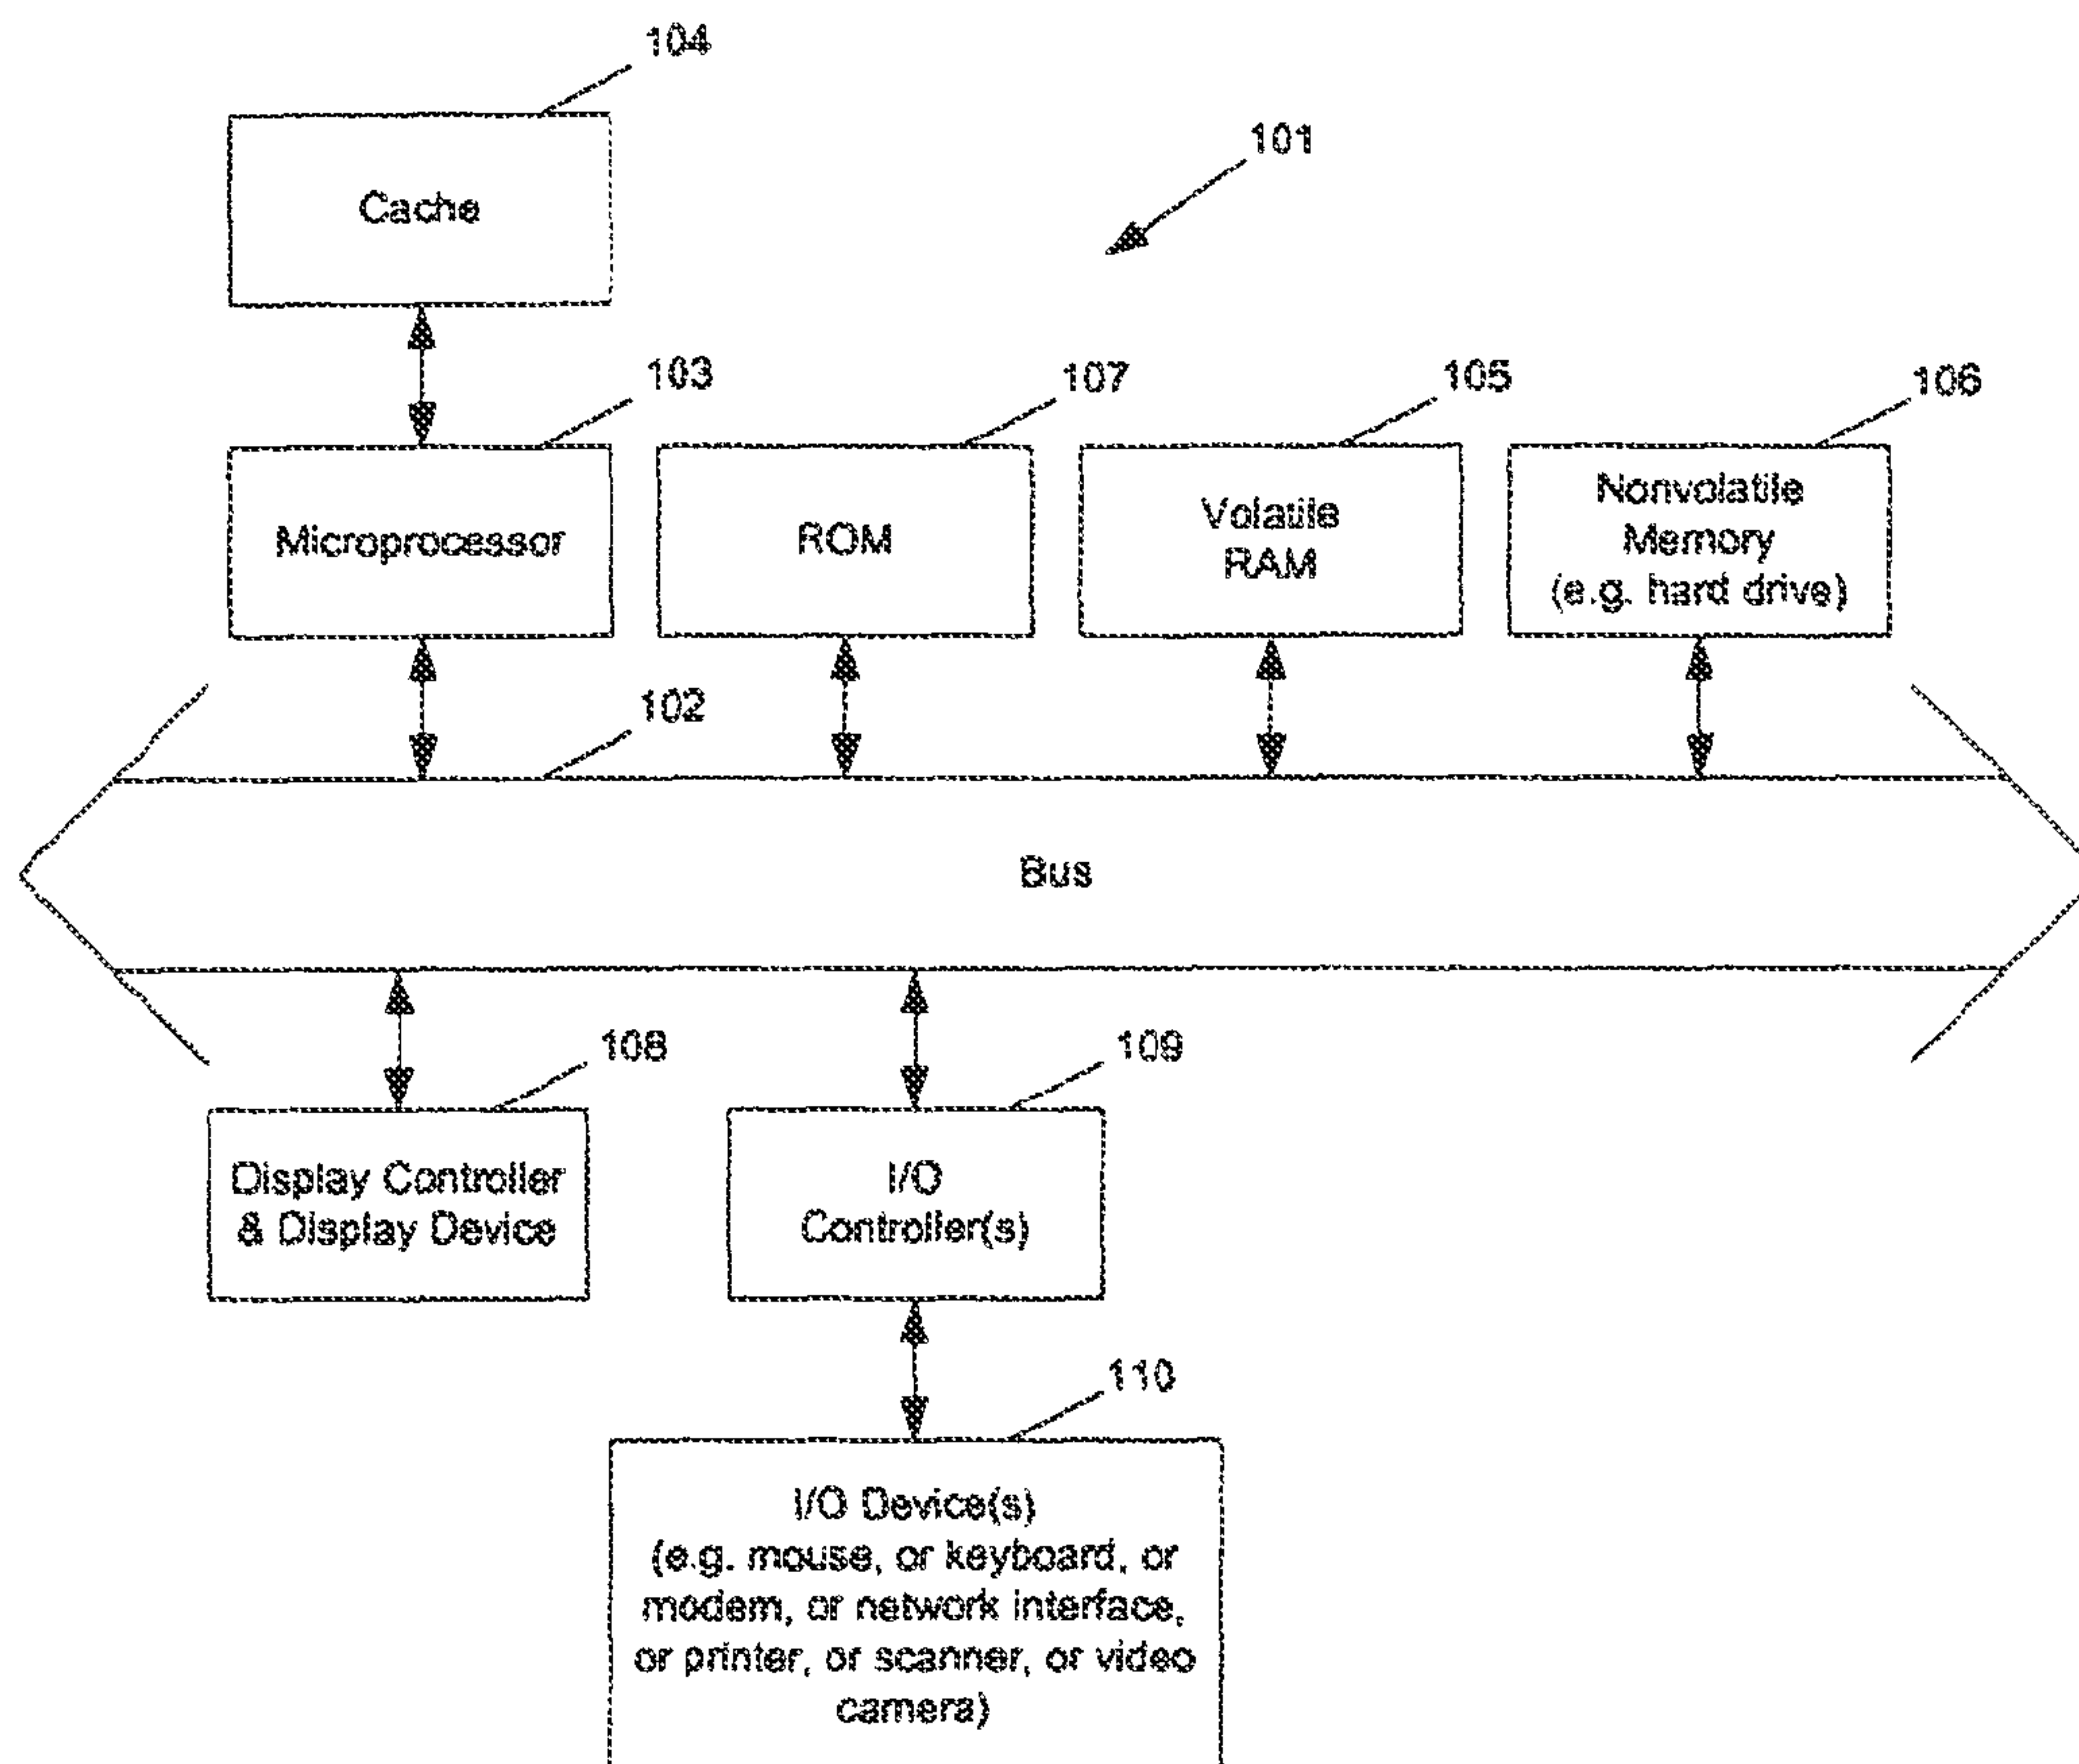 104
101
Cache
103
107
105
106
Microprocessor
ROM
Volatile
RAM
Nonvolatile
Memory
(e.g. hard drive)
102
Bus
108
109
Display Controller
& Display Device
I/O
Controller(s)
110
I/O Device(s)
(e.g. mouse, or keyboard, or
modem, or network interface,
or printer, or scanner, or video
camera)